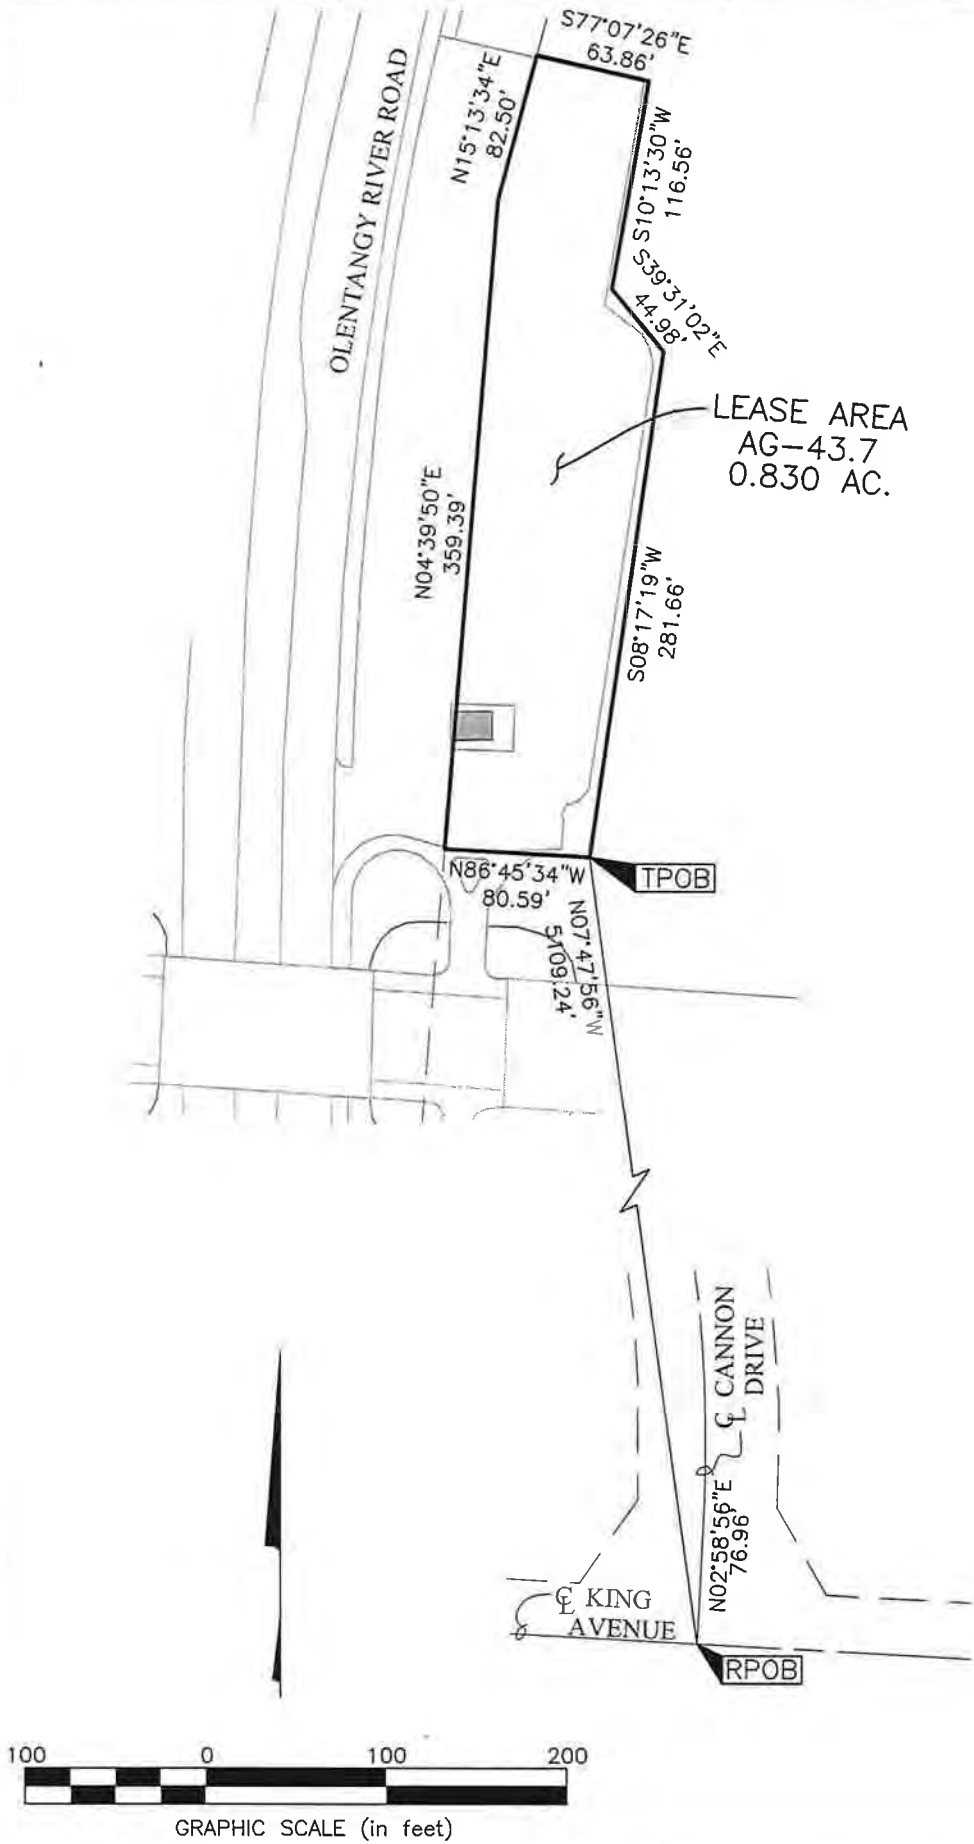 S77°07'26"E
63.86'
N15°13'34"E
82.50'
OLENTANGY RIVER ROAD
S10°13'30"W
116.56'
S39°31'02"E
44.98'
LEASE AREA
AG-43.7
0.830 AC.
N04°39'50"E
359.39'
S08°17'19"W
281.66'
N86°45'34"W
80.59'
TPOB
N07°47'56"W
5109.24'
℄ CANNON
DRIVE
N02°58'56"E
76.96'
℄ KING
AVENUE
RPOB
100 0 100 200
GRAPHIC SCALE (in feet)